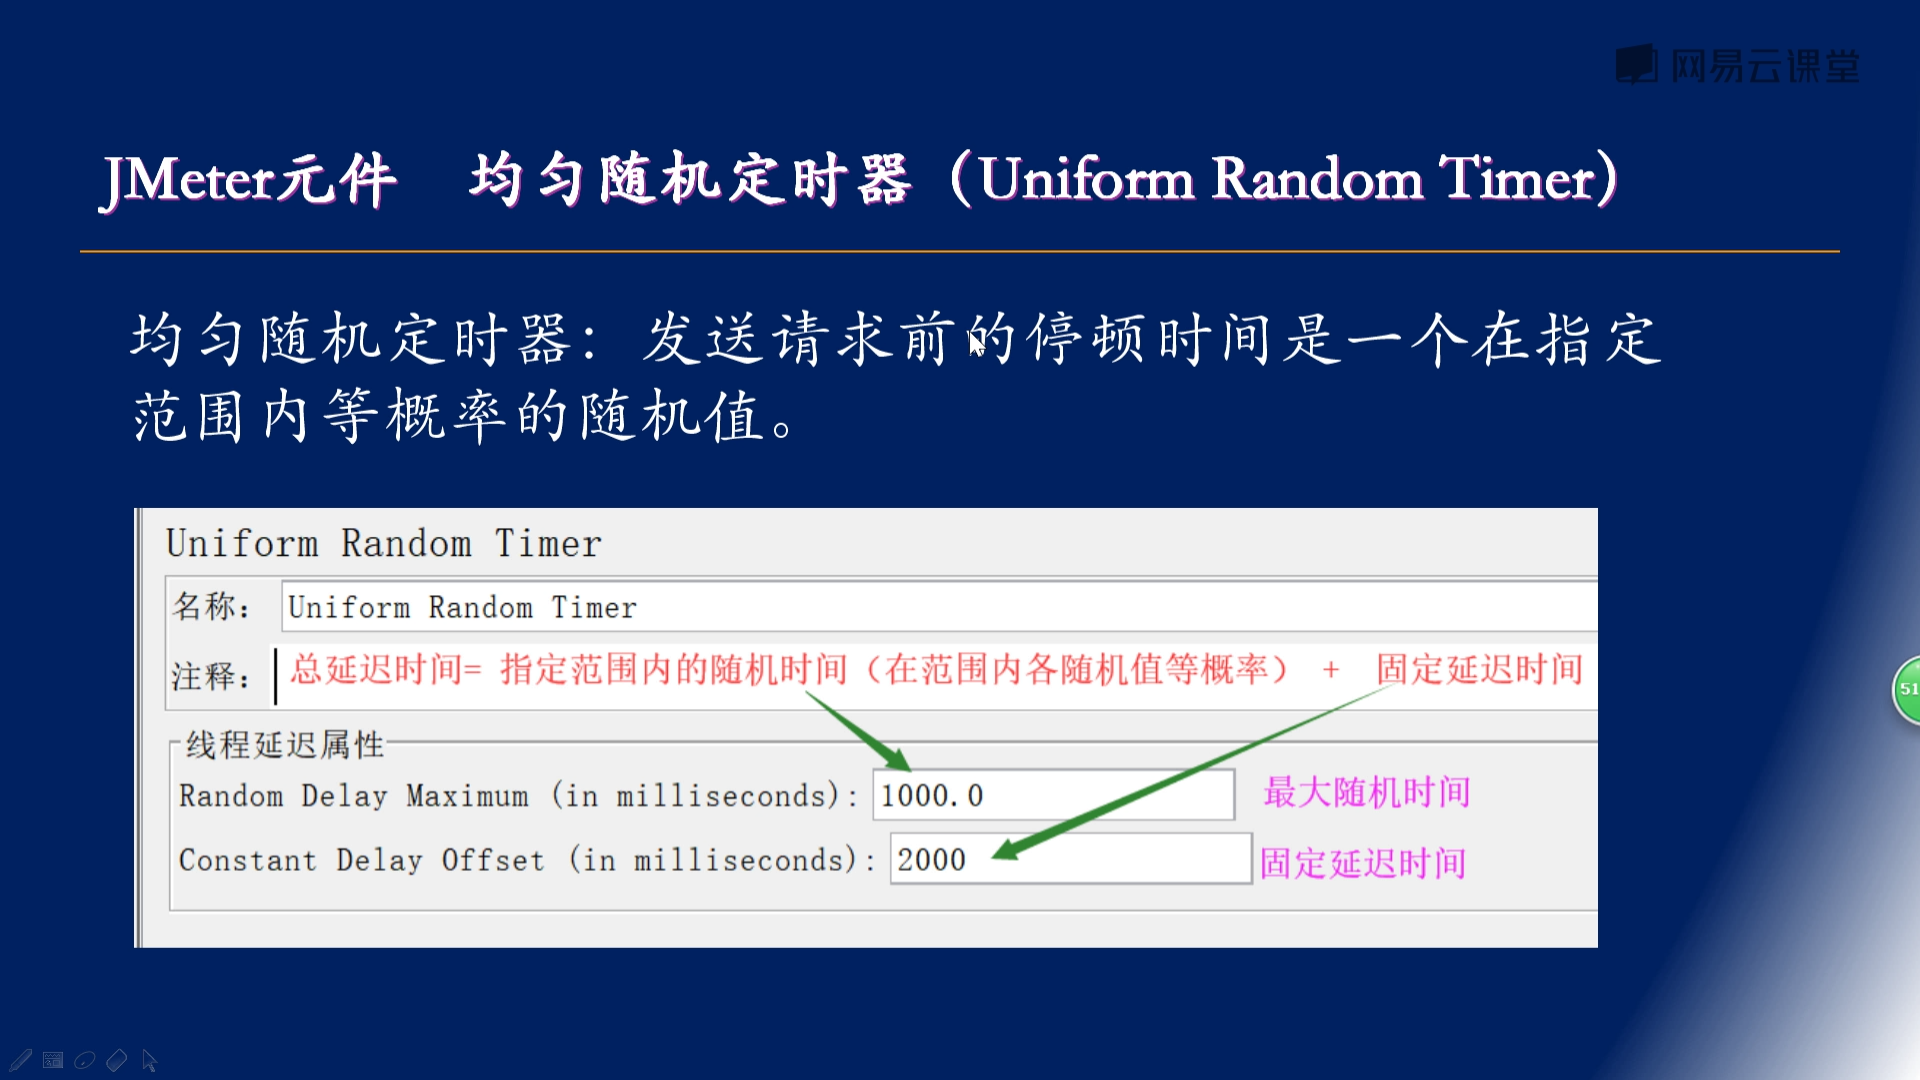 网易云课堂
JMeter元件 均匀随机定时器（Uniform Random Timer）
均匀随机定时器：发送请求前的停顿时间是一个在指定
范围内等概率的随机值。
Uniform Random Timer
名称： Uniform Random Timer
注释： 总延迟时间= 指定范围内的随机时间（在范围内各随机值等概率） + 固定延迟时间
线程延迟属性
Random Delay Maximum (in milliseconds): 1000.0 最大随机时间
Constant Delay Offset (in milliseconds): 2000 固定延迟时间
51